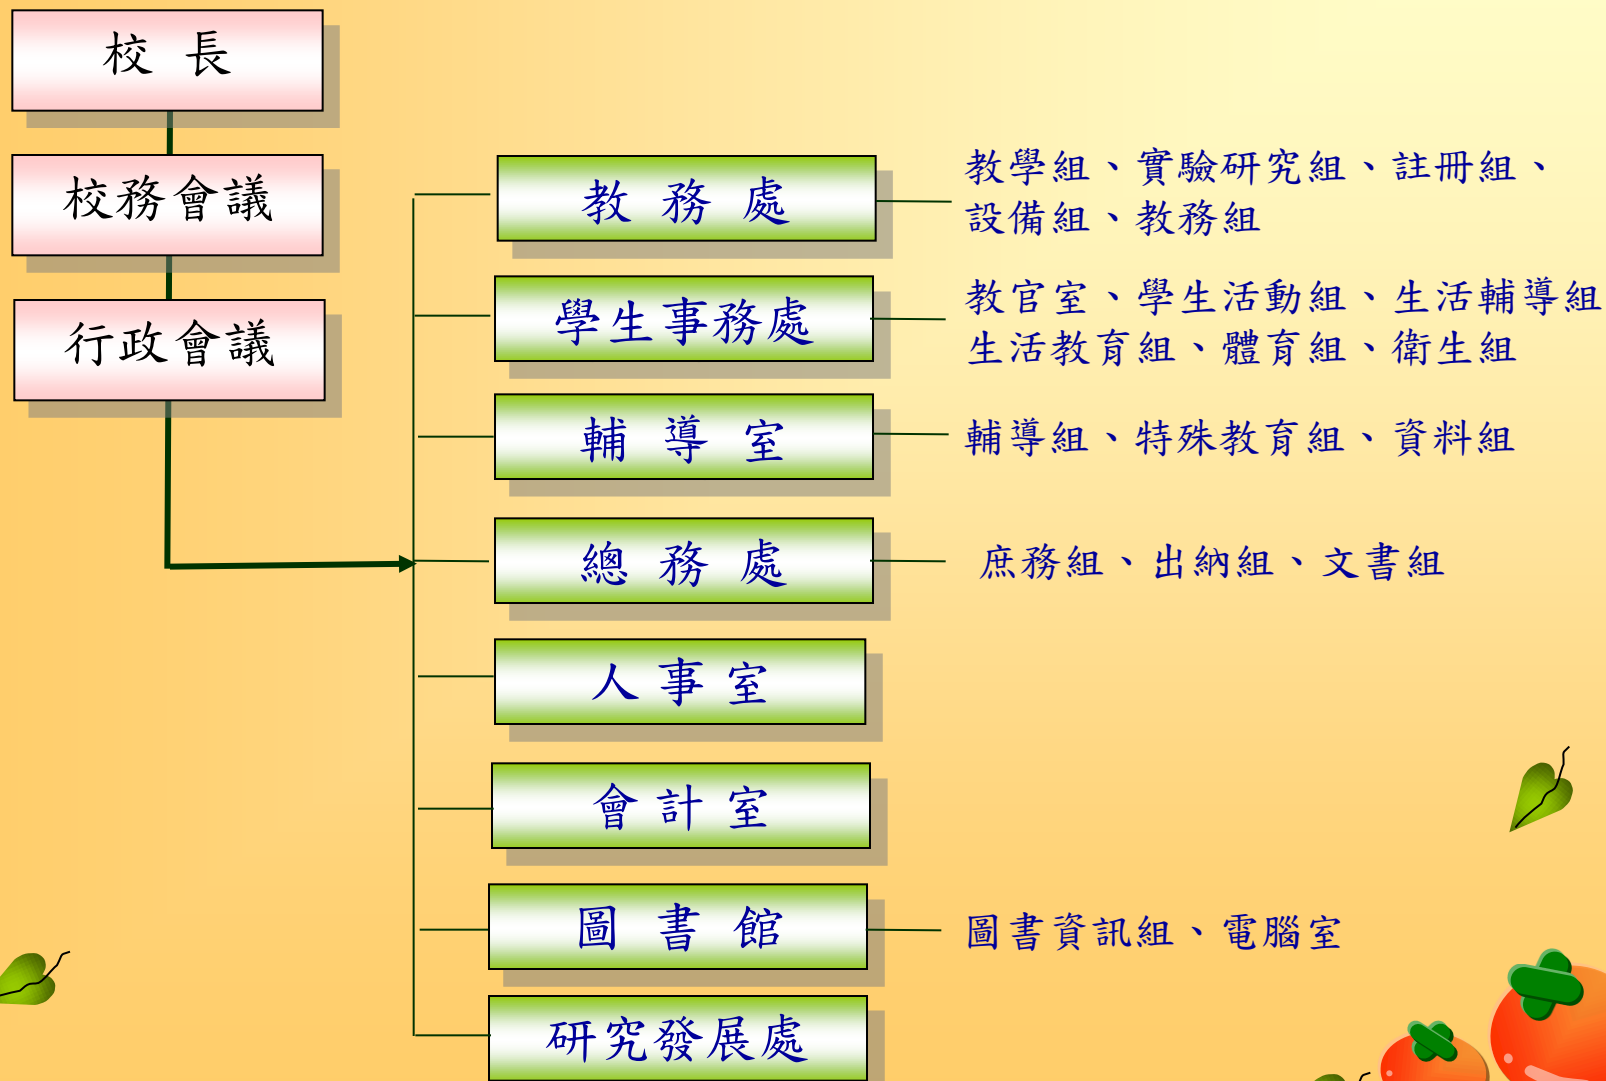 校 長
校務會議
行政會議
教 務 處
教學組、實驗研究組、註冊組、
設備組、教務組
學生事務處
教官室、學生活動組、生活輔導組
生活教育組、體育組、衛生組
輔 導 室
輔導組、特殊教育組、資料組
總 務 處
庶務組、出納組、文書組
人 事 室
會 計 室
圖 書 館
圖書資訊組、電腦室
研究發展處